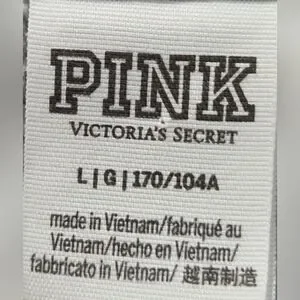 PINK
VICTORIA'S SECRET
L | G | 170/104A
made in Vietnam/fabriqué au
Vietnam/hecho en Vietnam/
fabbricato in Vietnam/ 越南制造